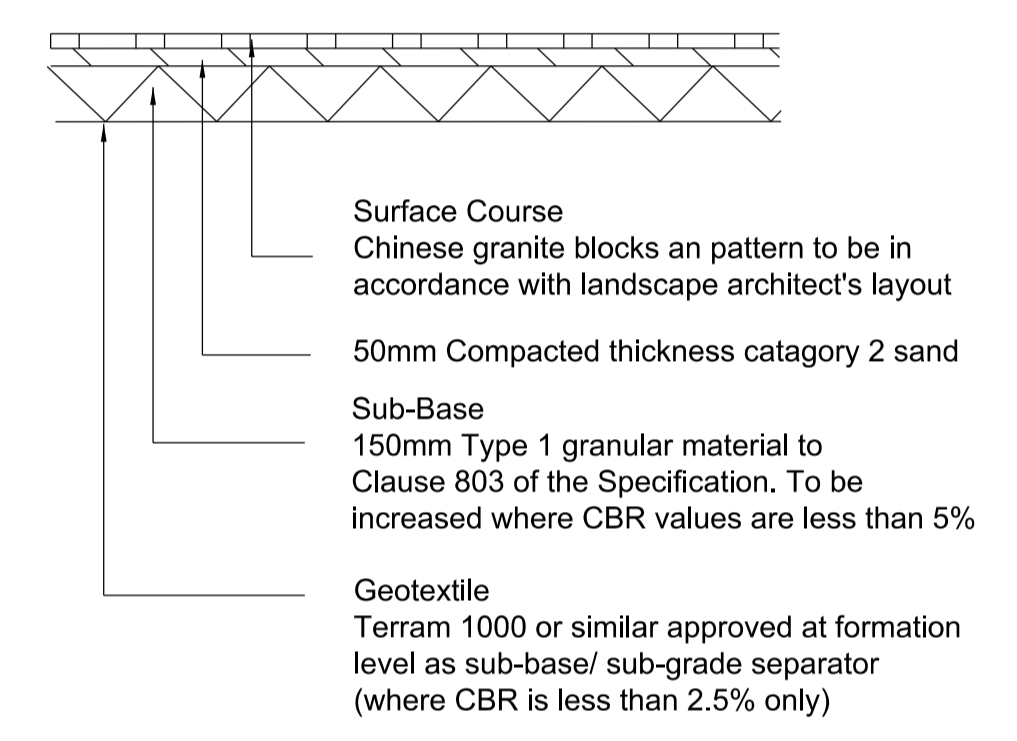 Surface Course
Chinese granite blocks an pattern to be in
accordance with landscape architect's layout
50mm Compacted thickness catagory 2 sand
Sub-Base
150mm Type 1 granular material to
Clause 803 of the Specification. To be
increased where CBR values are less than 5%
Geotextile
Terram 1000 or similar approved at formation
level as sub-base/ sub-grade separator
(where CBR is less than 2.5% only)